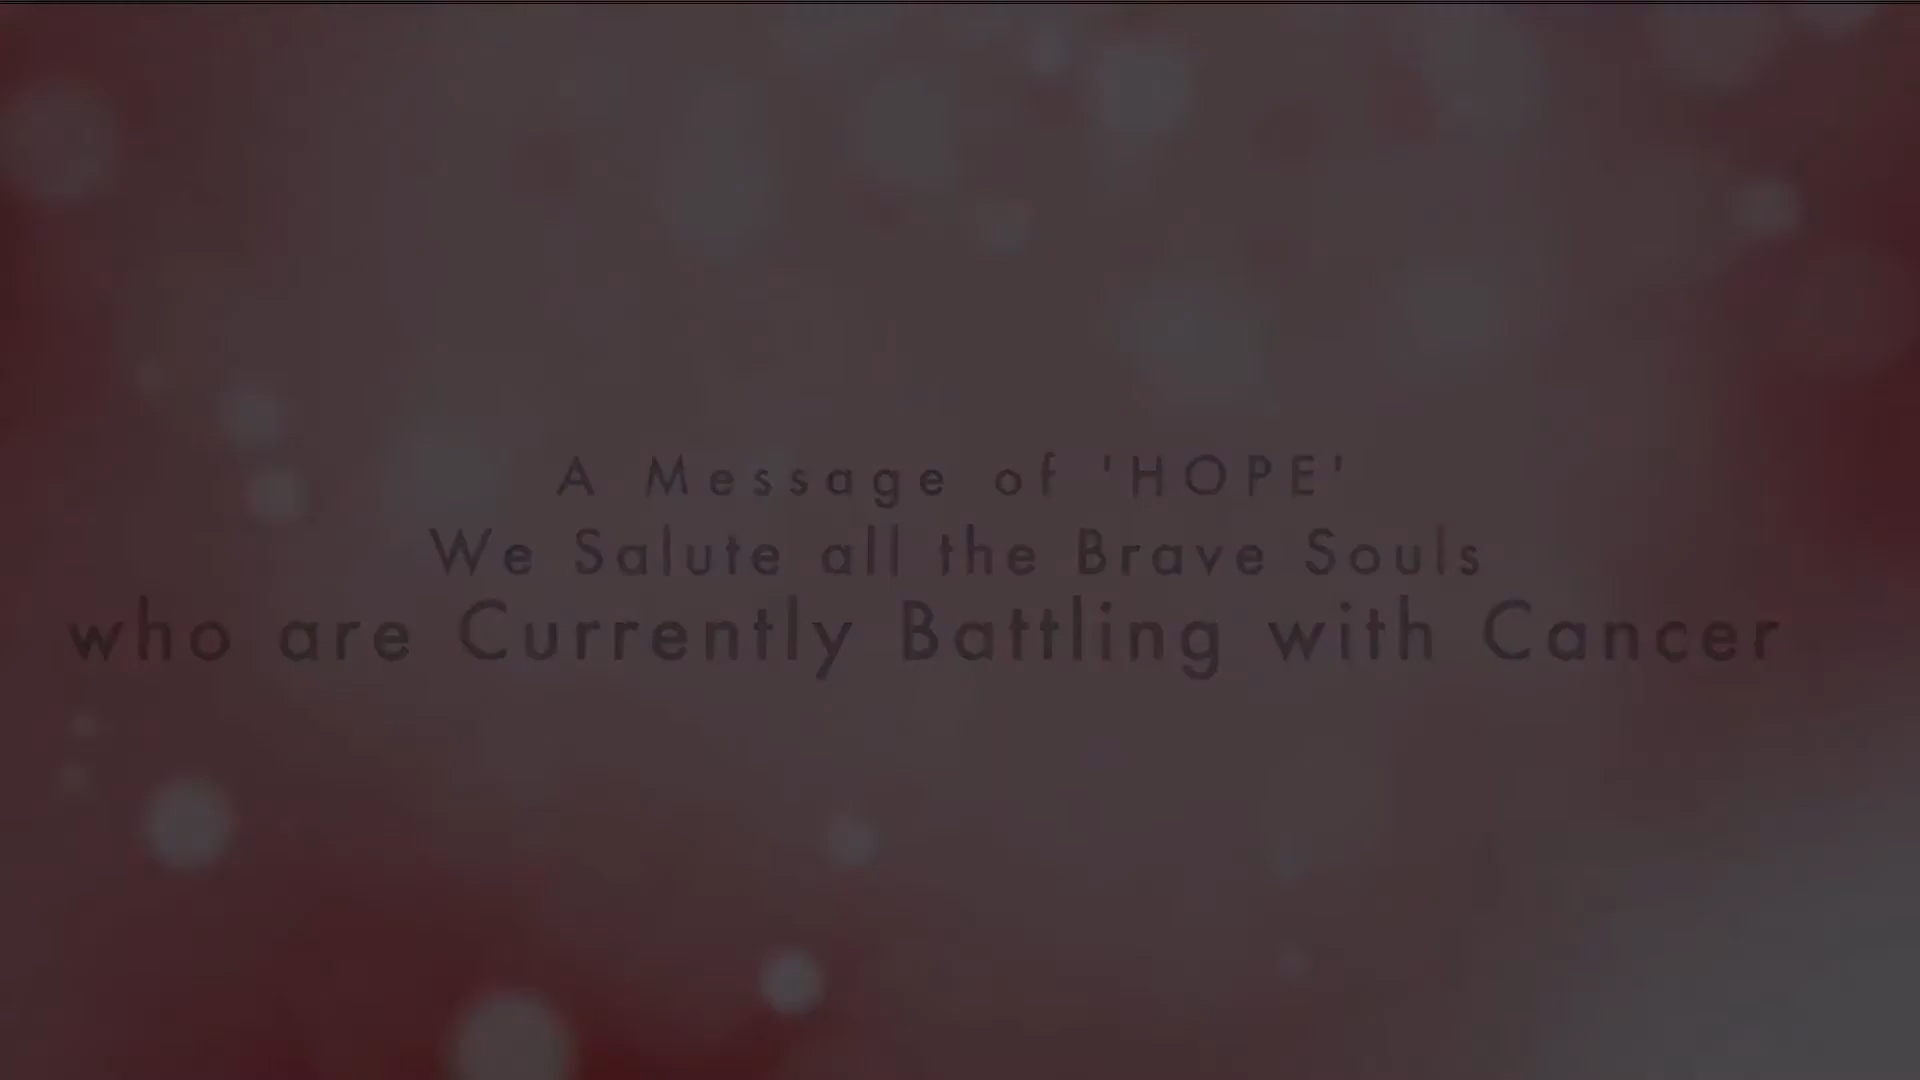 A Message of 'HOPE'
We Salute all the Brave Souls
who are Currently Battling with Cancer